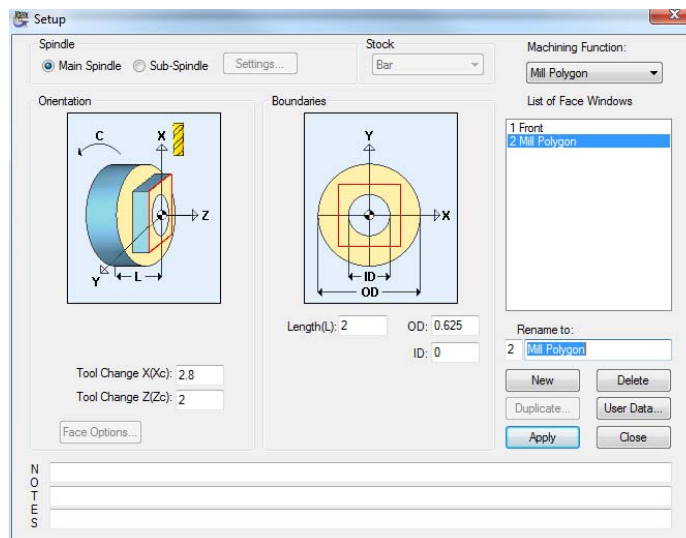 Setup
Spindle
Main Spindle
Sub-Spindle
Settings...
Stock
Bar
Machining Function:
Mill Polygon
Orientation
C
X
Z
Y
L
Boundaries
Y
X
ID
OD
List of Face Windows
1 Front
2 Mill Polygon
Length(L): 2
OD: 0.625
ID: 0
Tool Change X(Xc): 2.8
Tool Change Z(Zc): 2
Face Options...
Rename to:
2 Mill Polygon
New
Delete
Duplicate...
User Data...
Apply
Close
NOTES